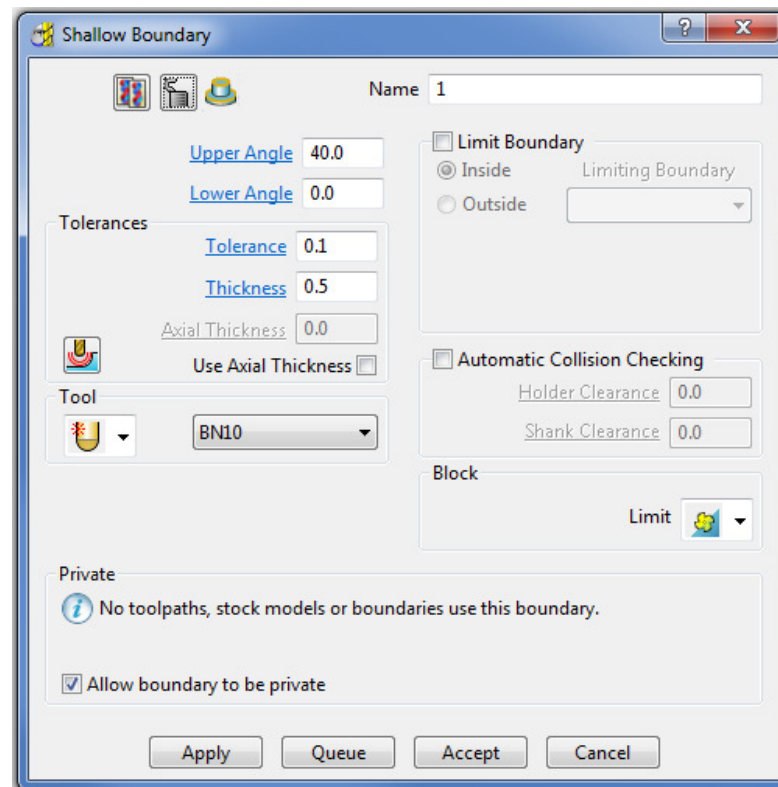 Shallow Boundary
Name 1
Upper Angle 40.0
Lower Angle 0.0
Tolerances
Tolerance 0.1
Thickness 0.5
Axial Thickness 0.0
Use Axial Thickness
Tool
BN10
Limit Boundary
Inside Limiting Boundary
Outside
Automatic Collision Checking
Holder Clearance 0.0
Shank Clearance 0.0
Block
Limit
Private
No toolpaths, stock models or boundaries use this boundary.
Allow boundary to be private
Apply Queue Accept Cancel